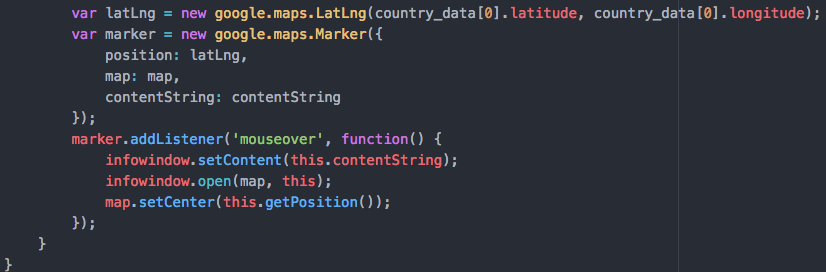 var latLng = new google.maps.LatLng(country_data[0].latitude, country_data[0].longitude);
var marker = new google.maps.Marker({
position: latLng,
map: map,
contentString: contentString
});
marker.addListener('mouseover', function() {
infowindow.setContent(this.contentString);
infowindow.open(map, this);
map.setCenter(this.getPosition());
});
}
}